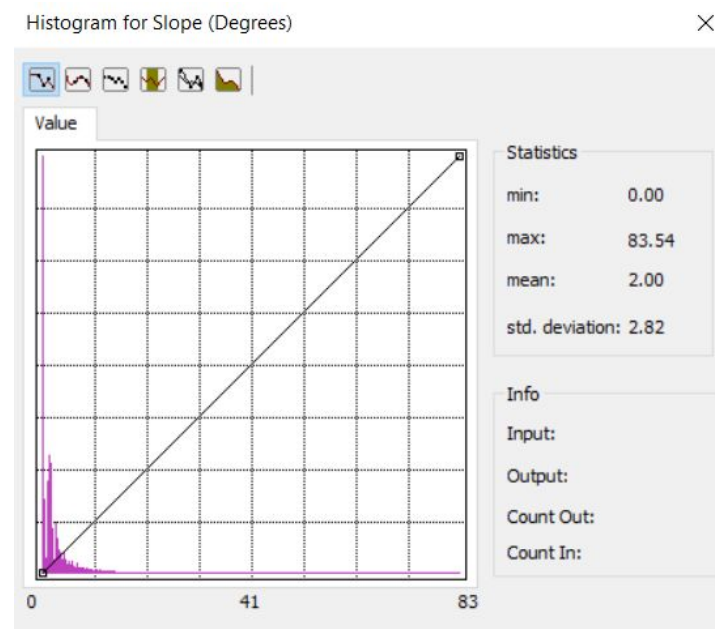 Histogram for Slope (Degrees)
Value
0 41 83
Statistics
min: 0.00
max: 83.54
mean: 2.00
std. deviation: 2.82
Info
Input:
Output:
Count Out:
Count In: